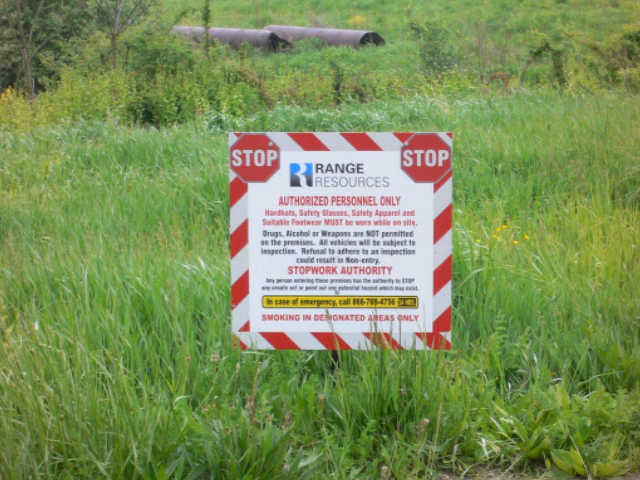 STOP
STOP
RANGE
RESOURCES
AUTHORIZED PERSONNEL ONLY
Hardhats, Safety Glasses, Safety Apparel and
Suitable Footwear MUST be worn while on site.
Drugs, Alcohol or Weapons are NOT permitted
on the premises. All vehicles will be subject to
inspection. Refusal to adhere to an inspection
could result in Non-entry.
STOPWORK AUTHORITY
Any person entering these premises has the authority to STOP
any unsafe act or point out any potential hazard which may exist.
In case of emergency, call 866-768-4756
SMOKING IN DESIGNATED AREAS ONLY